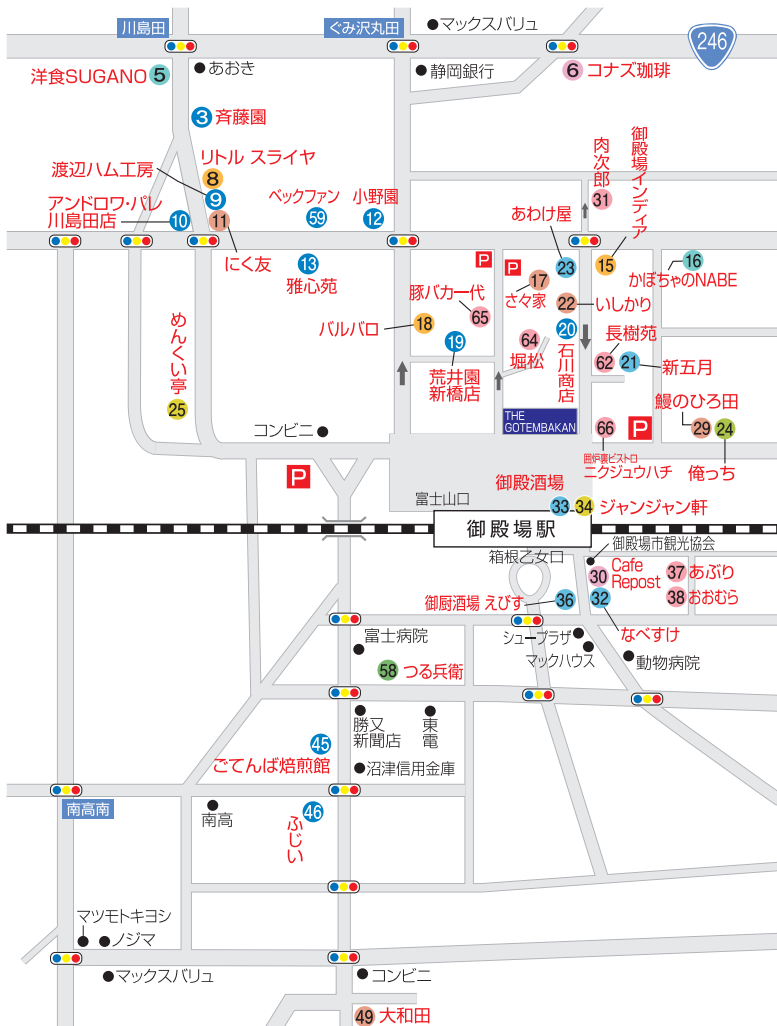 川島田
ぐみ沢丸田
マックスバリュ
246
洋食SUGANO
5
あおき
静岡銀行
6
コナズ珈琲
3
斉藤園
渡辺ハム工房
リトル スライヤ
8
9
アンドロワ・パレ
川島田店
10
11
にく友
ベックファン
59
小野園
12
13
雅心苑
肉次郎
31
御殿場インディア
15
あわけ屋
23
16
かぼちゃのNABE
P
P
17
さ々家
22
いしかり
豚バカ一代
65
バルバロ
18
19
荒井園
新橋店
64
堀松
20
石川商店
長樹苑
62
21
新五月
めんくい亭
25
コンビニ
THE
GOTEMBAKAN
鰻のひろ田
29
24
俺っち
66
P
囲炉裏ビストロ
ニクジュウハチ
P
富士山口
御殿酒場
33
34
ジャンジャン軒
御殿場駅
箱根乙女口
御殿場市観光協会
30
Cafe
Repost
37
あぶり
38
おおむら
御厨酒場 えびす
36
32
なべすけ
シュープラザ
マックハウス
動物病院
富士病院
58
つる兵衛
勝又
新聞店
東電
45
ごてんば焙煎館
沼津信用金庫
南高南
南高
46
ふじい
マツモトキヨシ
ノジマ
マックスバリュ
コンビニ
49
大和田